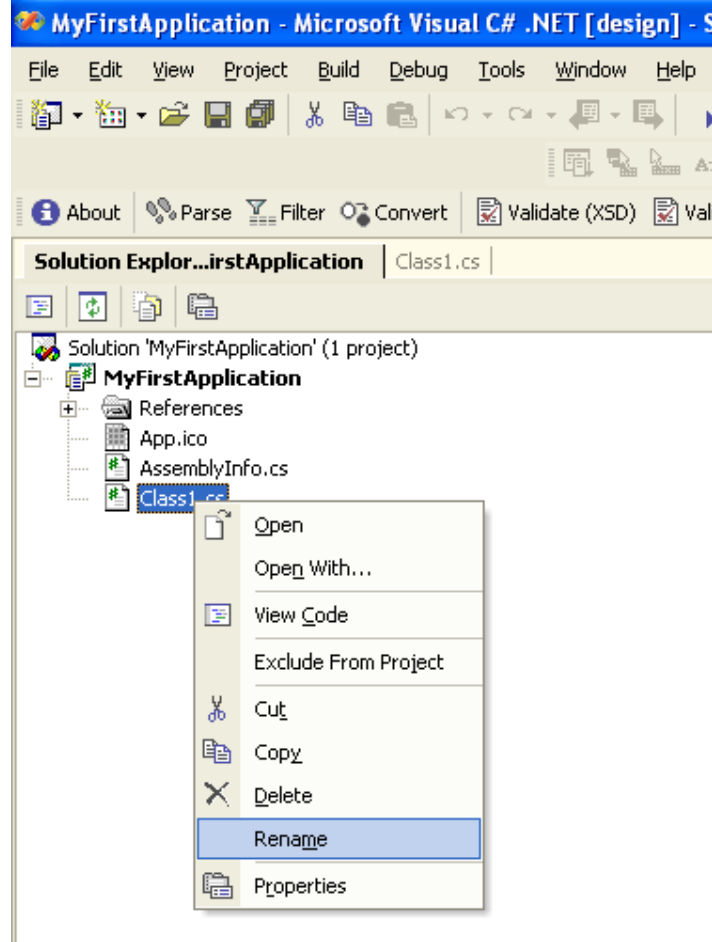 MyFirstApplication - Microsoft Visual C# .NET [design] - S
File Edit View Project Build Debug Tools Window Help
About Parse Filter Convert Validate (XSD) Val
Solution Explor...irstApplication Class1.cs
Solution 'MyFirstApplication' (1 project)
MyFirstApplication
References
App.ico
AssemblyInfo.cs
Class1.cs
Open
Open With...
View Code
Exclude From Project
Cut
Copy
Delete
Rename
Properties